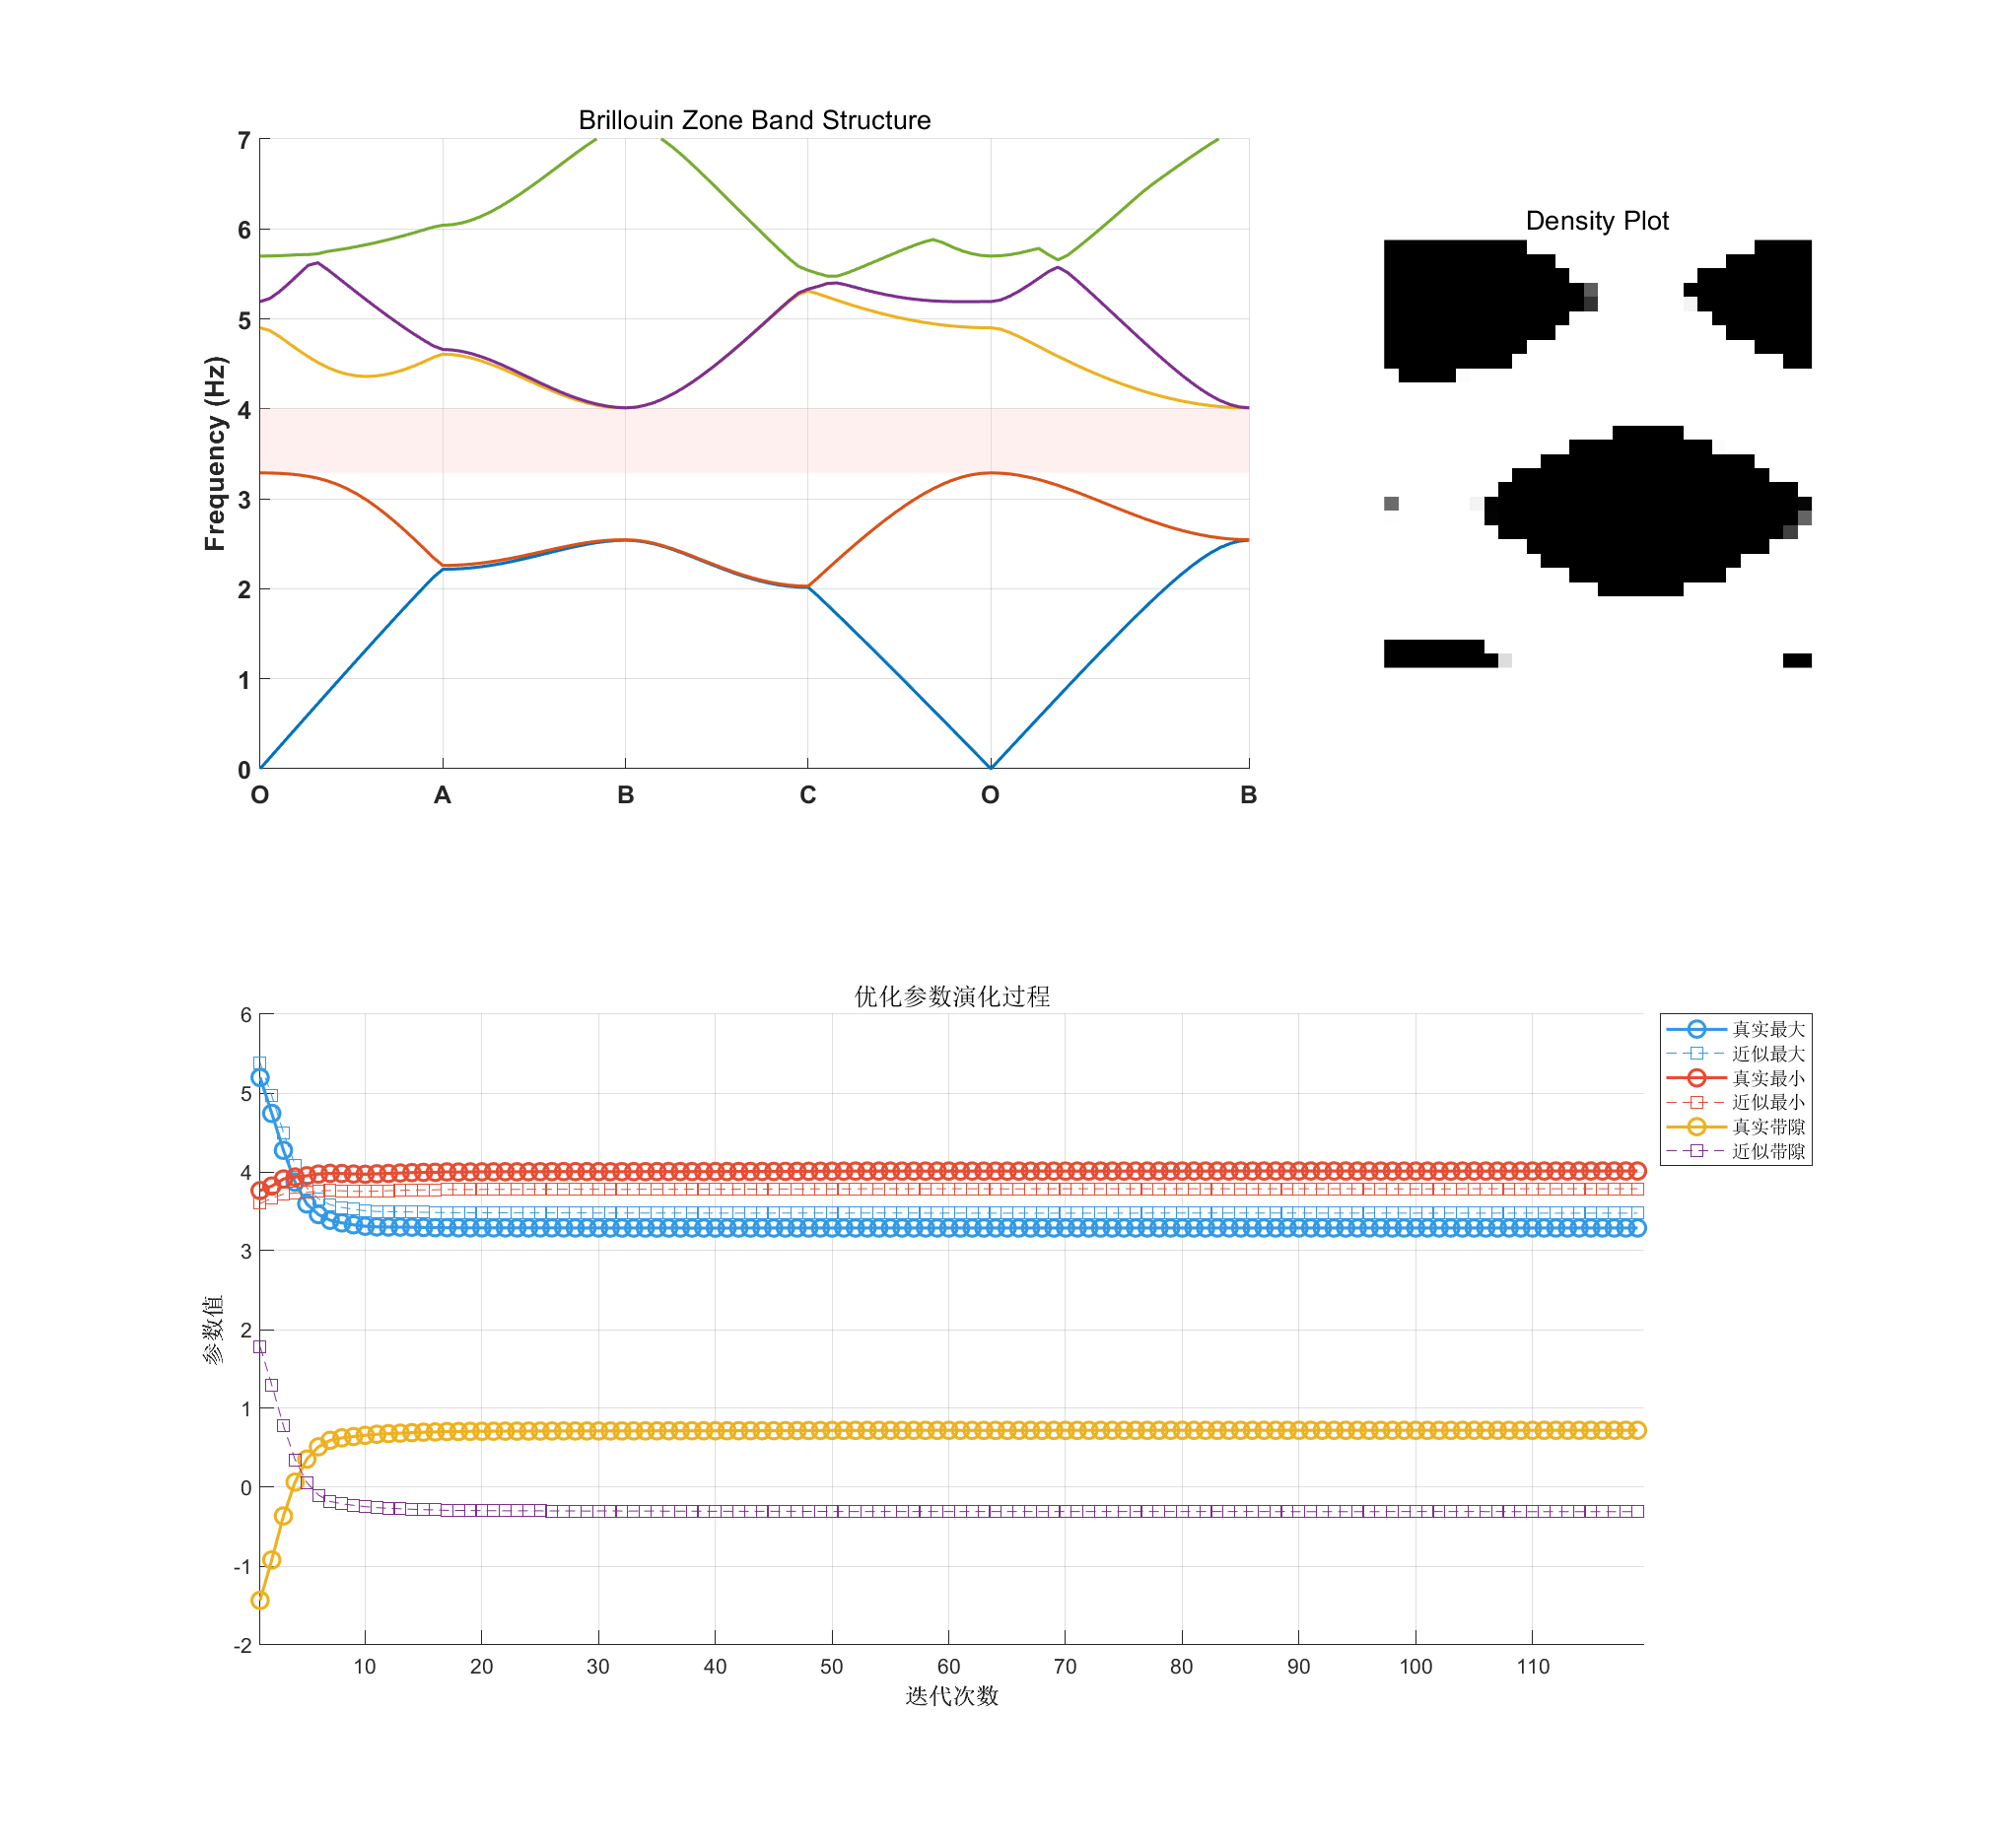 Brillouin Zone Band Structure
7
6
5
4
3
2
1
0
Frequency (Hz)
O A B C O B
Density Plot
优化参数演化过程
6
5
4
3
2
1
0
-1
-2
参数值
10 20 30 40 50 60 70 80 90 100 110
迭代次数
真实最大
近似最大
真实最小
近似最小
真实带隙
近似带隙